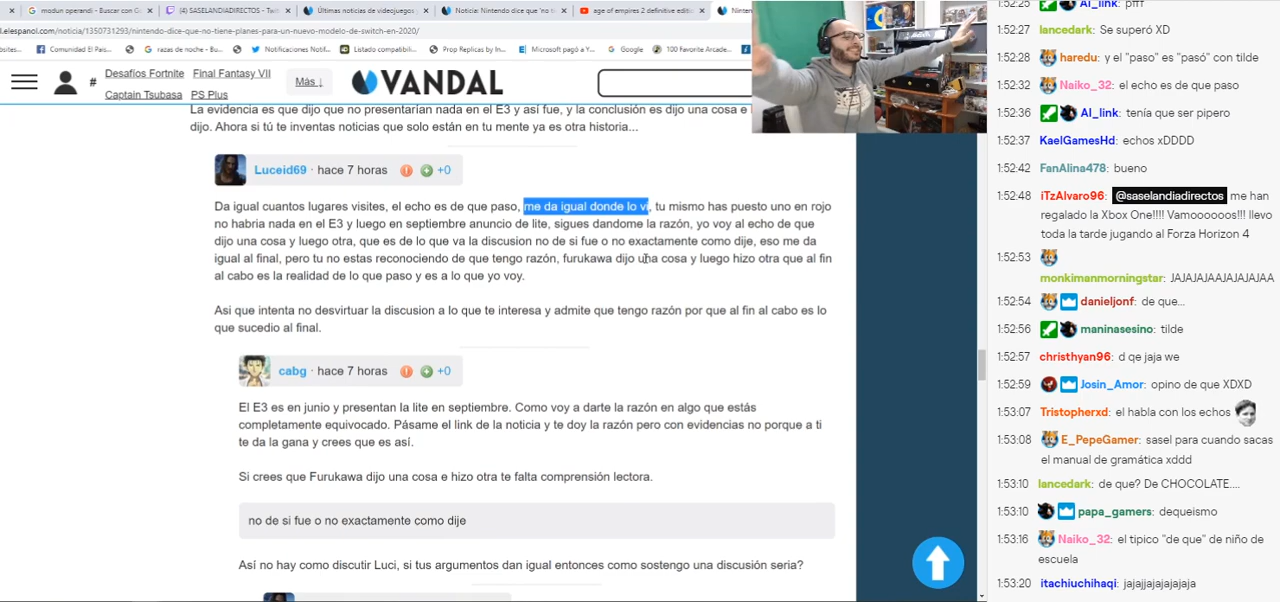 modun operandi - Buscar con G
(4) SASELANDIADIRECTOS - Tw
Últimas noticias de videojuegos
Noticia: Nintendo dice que 'no ti
age of empires 2 definitive editi
Ninten
l.elespanol.com/noticia/1350731293/nintendo-dice-que-no-tiene-planes-para-un-nuevo-modelo-de-switch-en-2020/
sites...
Comunidad El País...
razas de noche - Bu...
Twitch Notificables Notif...
Listado compatibili...
Prop Replicas by In...
Microsoft pagó a Y...
Google
100 Favorite Arcade...
#
Desafíos Fortnite
Final Fantasy VII
Captain Tsubasa
PS Plus
Más ↓
VANDAL
La evidencia es que dijo que no presentarían nada en el E3 y así fue, y la conclusión es dijo una cosa e
dijo. Ahora si tú te inventas noticias que solo están en tu mente ya es otra historia...
Luceid69 · hace 7 horas
+0
Da igual cuantos lugares visites, el echo es de que paso, me da igual donde lo vi, tu mismo has puesto uno en rojo
no habria nada en el E3 y luego en septiembre anuncio de lite, sigues dandome la razón, yo voy al echo de que
dijo una cosa y luego otra, que es de lo que va la discusion no de si fue o no exactamente como dije, eso me da
igual al final, pero tu no estas reconociendo de que tengo razón, furukawa dijo una cosa y luego hizo otra que al fin
al cabo es la realidad de lo que paso y es a lo que yo voy.
Asi que intenta no desvirtuar la discusion a lo que te interesa y admite que tengo razón por que al fin al cabo es lo
que sucedio al final.
cabg · hace 7 horas
+0
El E3 es en junio y presentan la lite en septiembre. Como voy a darte la razón en algo que estás
completamente equivocado. Pásame el link de la noticia y te doy la razón pero con evidencias no porque a ti
te da la gana y crees que es así.
Si crees que Furukawa dijo una cosa e hizo otra te falta comprensión lectora.
no de si fue o no exactamente como dije
Así no hay como discutir Luci, si tus argumentos dan igual entonces como sostengo una discusión seria?
1:52:25 Al_link: fin
1:52:27 lancedark: Se superó XD
1:52:28 haredu: y el "paso" es "pasó" con tilde
1:52:32 Naiko_32: el echo es de que paso
1:52:36 Al_link: tenía que ser pipero
1:52:37 KaelGamesHd: echos xDDDD
1:52:42 FanAlina478: bueno
1:52:48 iTzAlvaro96: @saselandiadirectos me han
regalado la Xbox One!!!! Vamoooooos!!! llevo
toda la tarde jugando al Forza Horizon 4
1:52:53
monkimanmorningstar: JAJAJAJAAJAJAJAJAA
1:52:54 danieljonf: de que...
1:52:56 maninasesino: tilde
1:52:57 christhyan96: d qe jaja we
1:52:59 Josin_Amor: opino de que XDXD
1:53:07 Tristopherxd: el habla con los echos
1:53:08 E_PepeGamer: sasel para cuando sacas
el manual de gramática xddd
1:53:10 lancedark: de que? De CHOCOLATE....
1:53:10 papa_gamers: dequeismo
1:53:16 Naiko_32: el tipico "de que" de niño de
escuela
1:53:20 itachiuchihaqi: jajajjajajajajaja